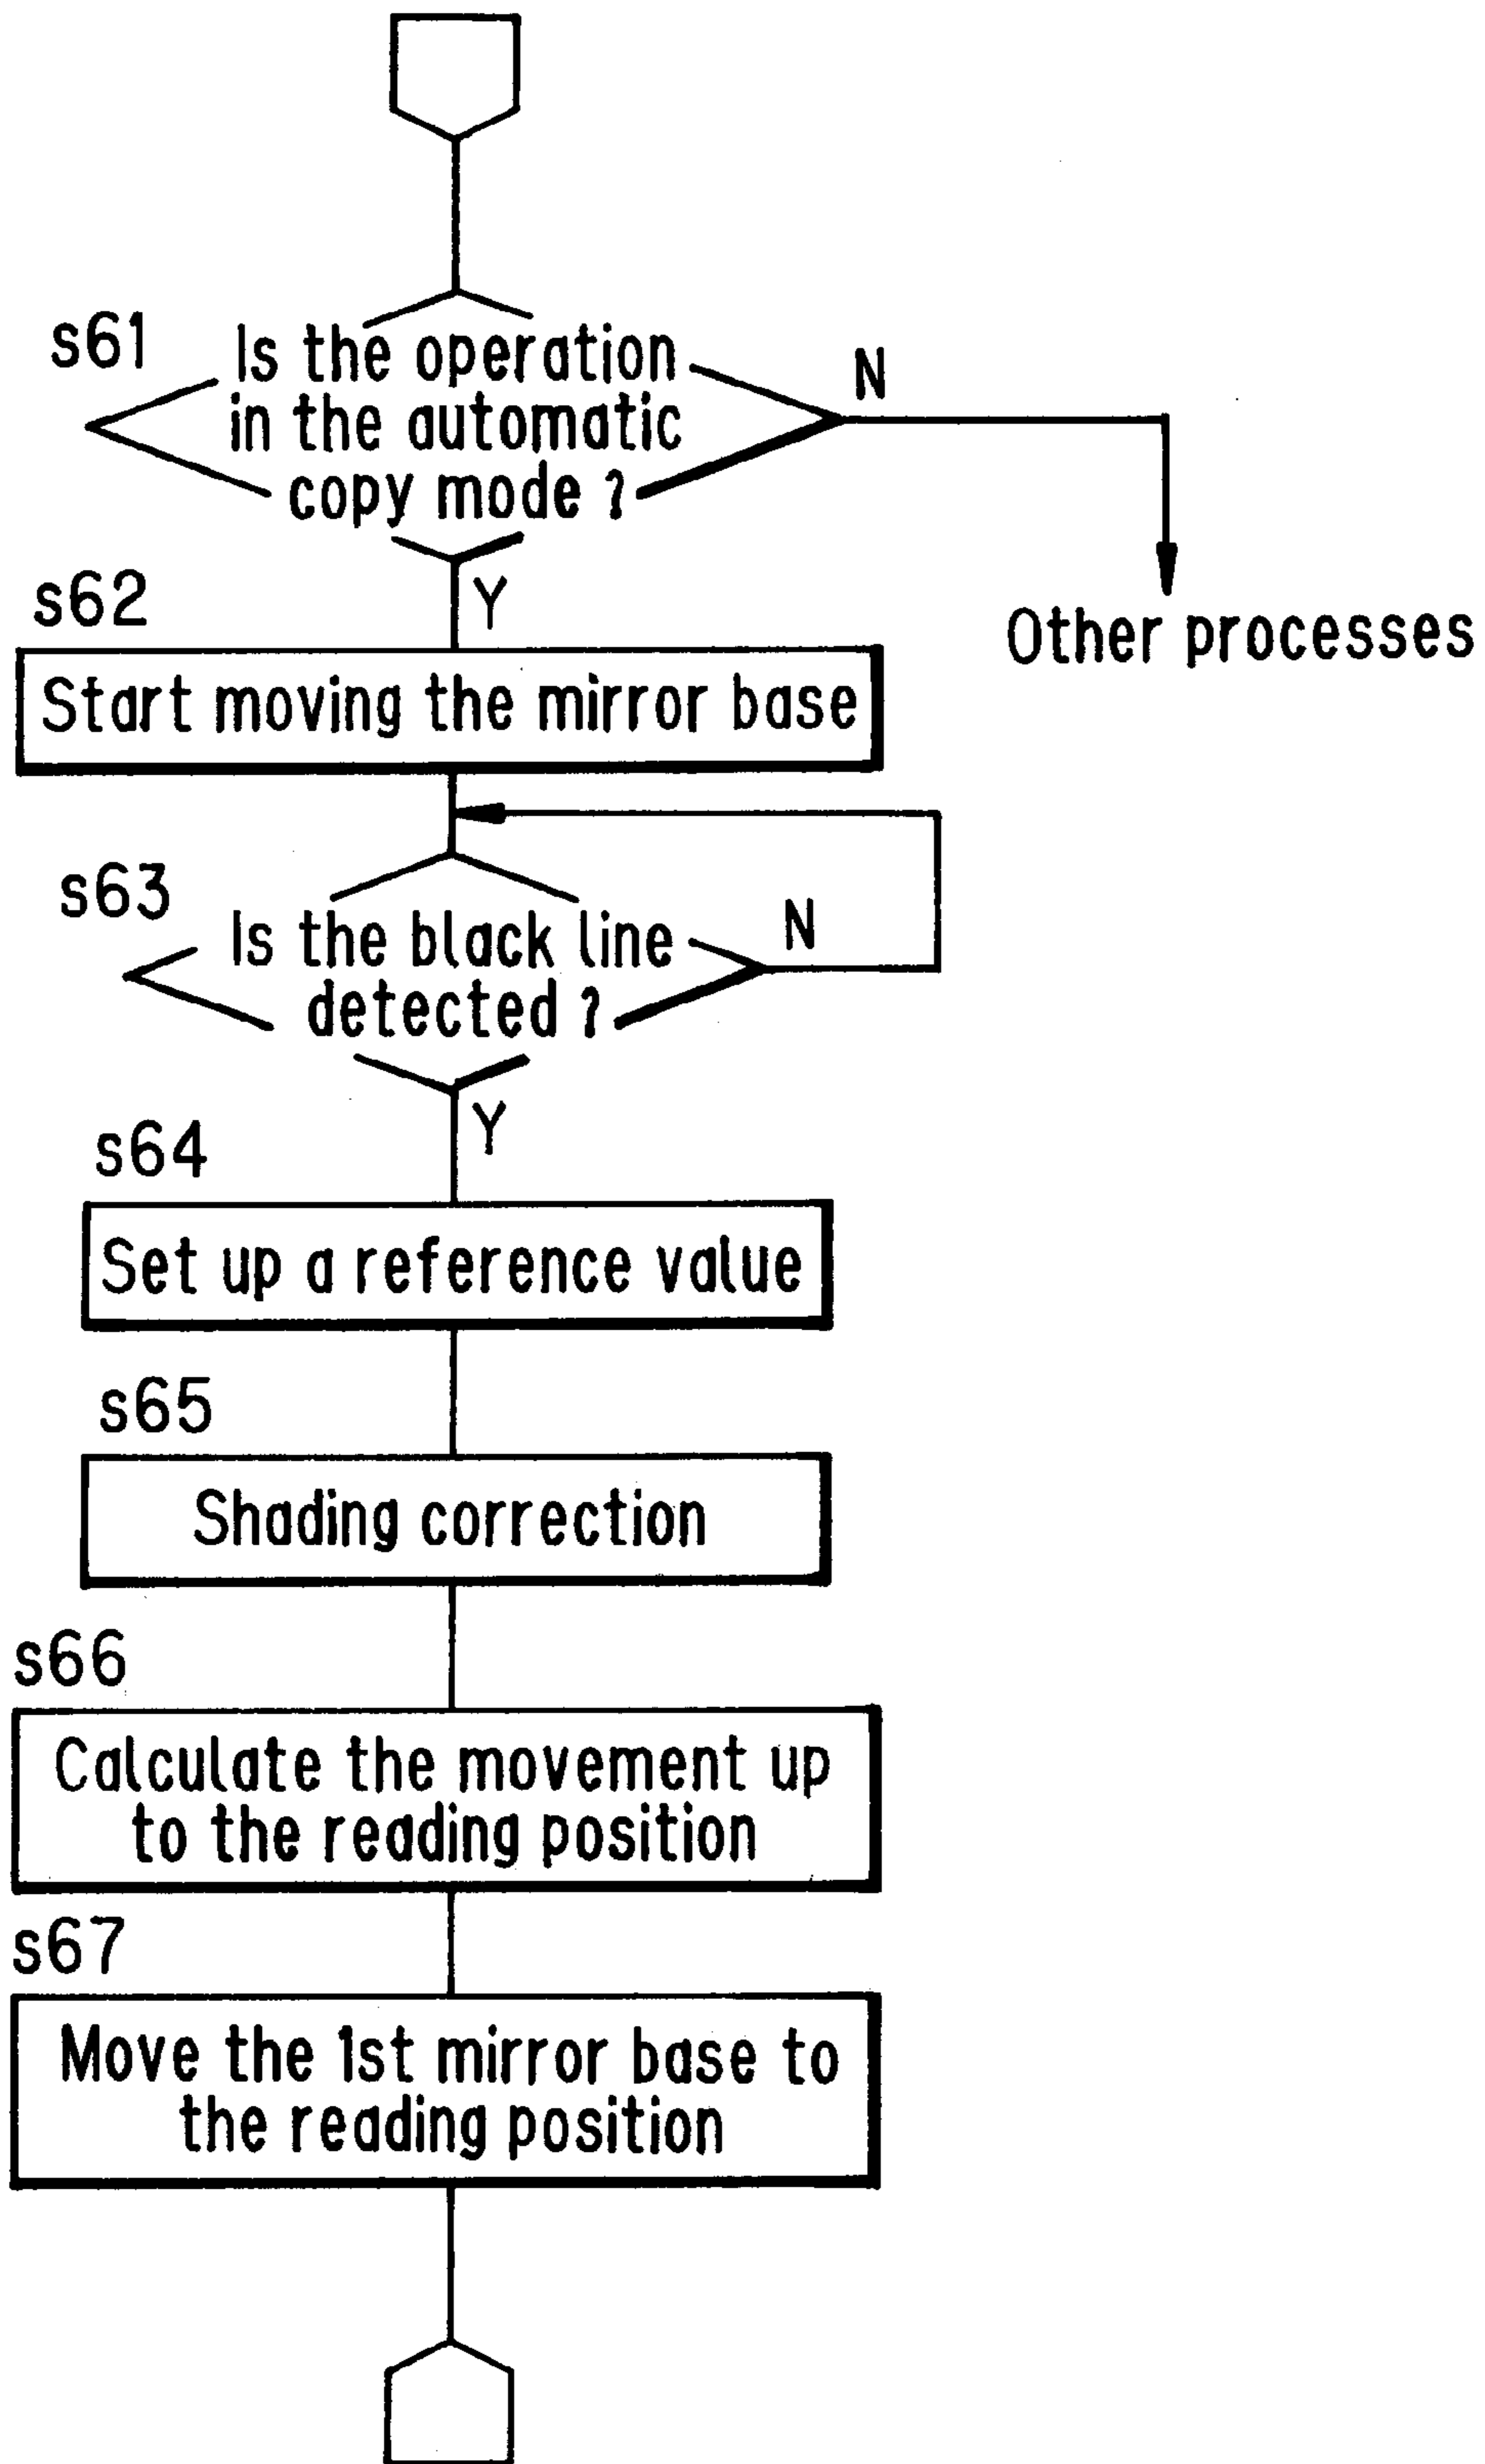 s61
Is the operation
in the automatic
copy mode ?
N
Y
Other processes
s62
Start moving the mirror base
s63
Is the black line
detected ?
N
Y
s64
Set up a reference value
s65
Shading correction
s66
Calculate the movement up
to the reading position
s67
Move the 1st mirror base to
the reading position